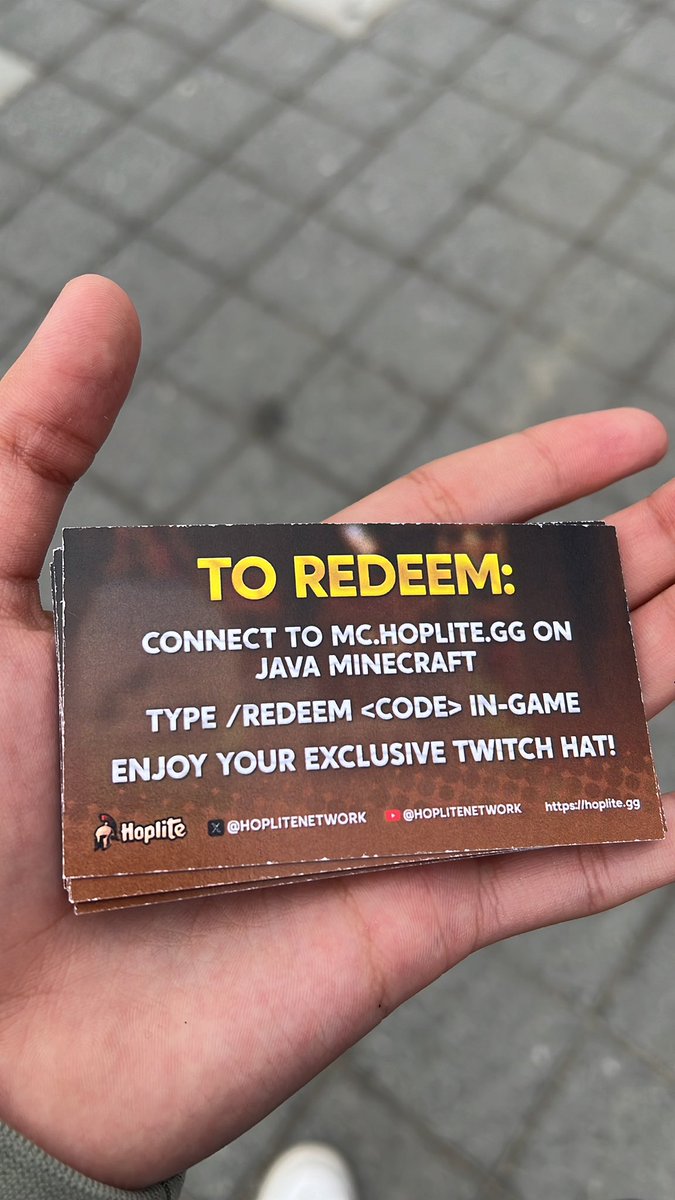 TO REDEEM:
CONNECT TO MC.HOPLITE.GG ON
JAVA MINECRAFT
TYPE /REDEEM <CODE> IN-GAME
ENJOY YOUR EXCLUSIVE TWITCH HAT!
Hoplite @HOPLITENETWORK @HOPLITENETWORK https://hoplite.gg